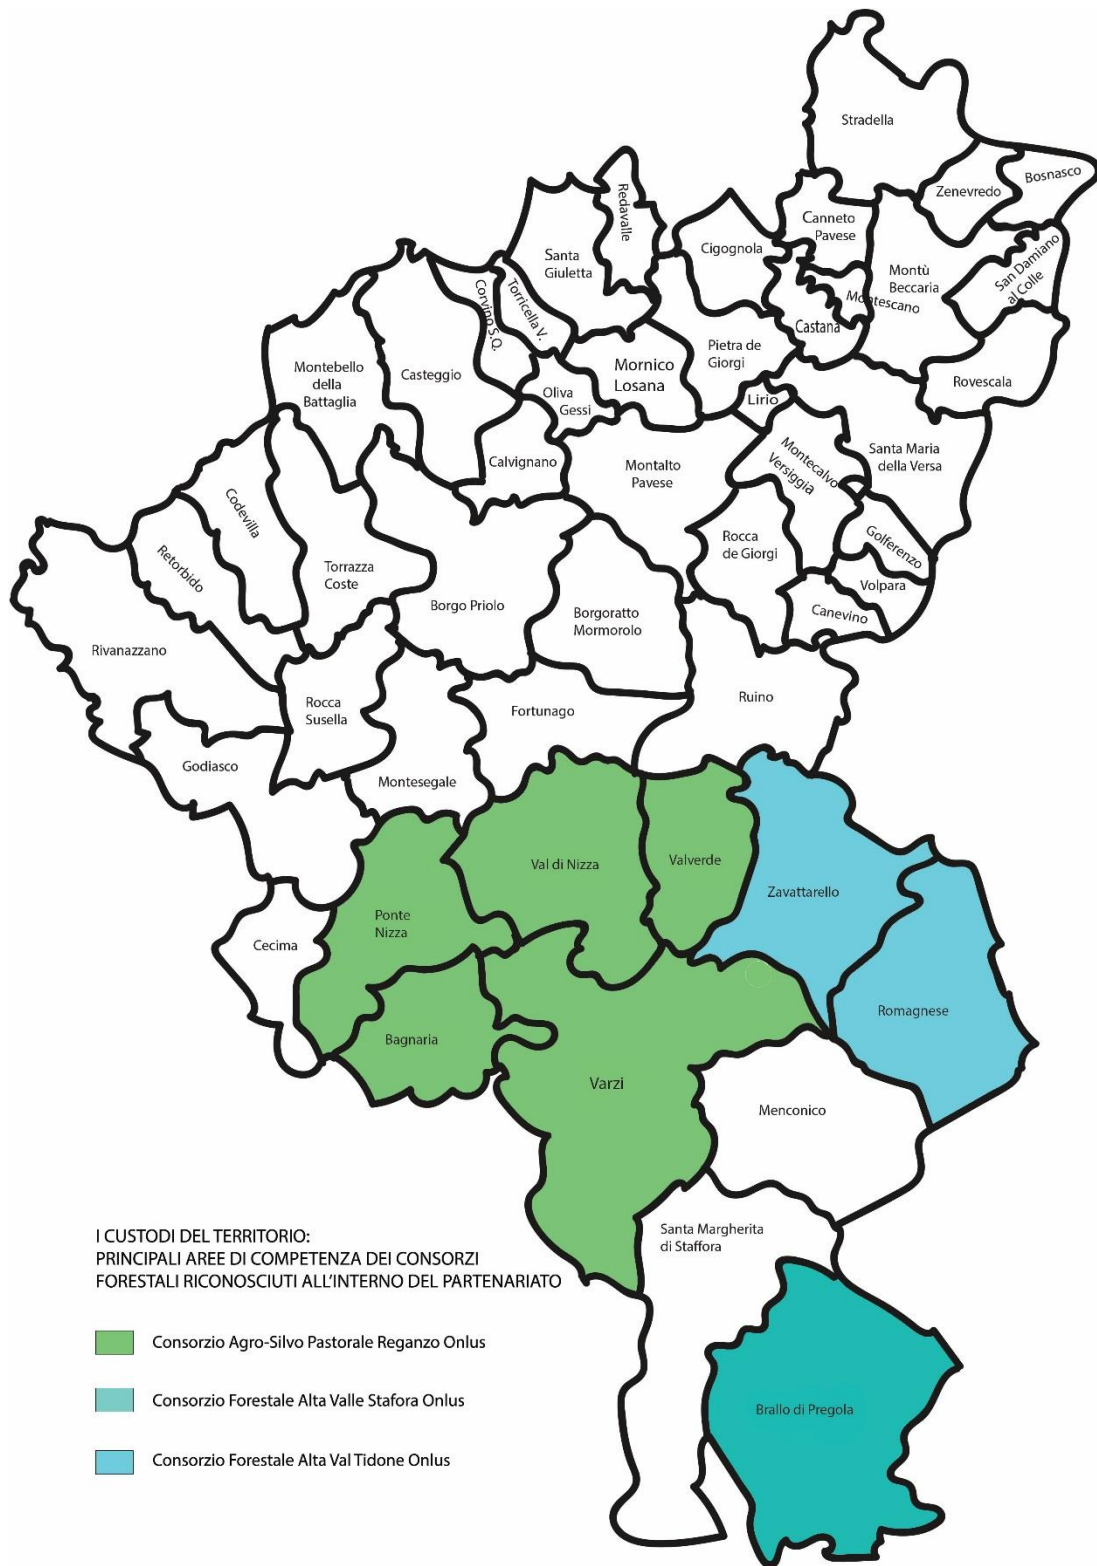 Stradella
Bosnasco
Zenevredo
Redavalle
Canneto
Pavese
Cigognola
Santa
Giuletta
San Damiano
al Colle
Montù
Beccaria
Montescano
Corvino S.Q.
Torricella V.
Castana
Pietra de
Giorgi
Mornico
Losana
Montebello
della
Battaglia
Casteggio
Rovescala
Oliva
Gessi
Lirio
Santa Maria
della Versa
Montecalvo
Versiggia
Calvignano
Montalto
Pavese
Codevilla
Golferenzo
Rocca
de Giorgi
Retorbido
Torrazza
Coste
Volpara
Borgo Priolo
Borgoratto
Mormorolo
Canevino
Rivanazzano
Rocca
Susella
Ruino
Fortunago
Godiasco
Montesegale
Val di Nizza
Valverde
Zavattarello
Ponte
Nizza
Cecima
Romagnese
Bagnaria
Varzi
Menconico
Santa Margherita
di Staffora
I CUSTODI DEL TERRITORIO:
PRINCIPALI AREE DI COMPETENZA DEI CONSORZI
FORESTALI RICONOSCIUTI ALL'INTERNO DEL PARTENARIATO
Consorzio Agro-Silvo Pastorale Reganzo Onlus
Consorzio Forestale Alta Valle Stafora Onlus
Consorzio Forestale Alta Val Tidone Onlus
Brallo di Pregola